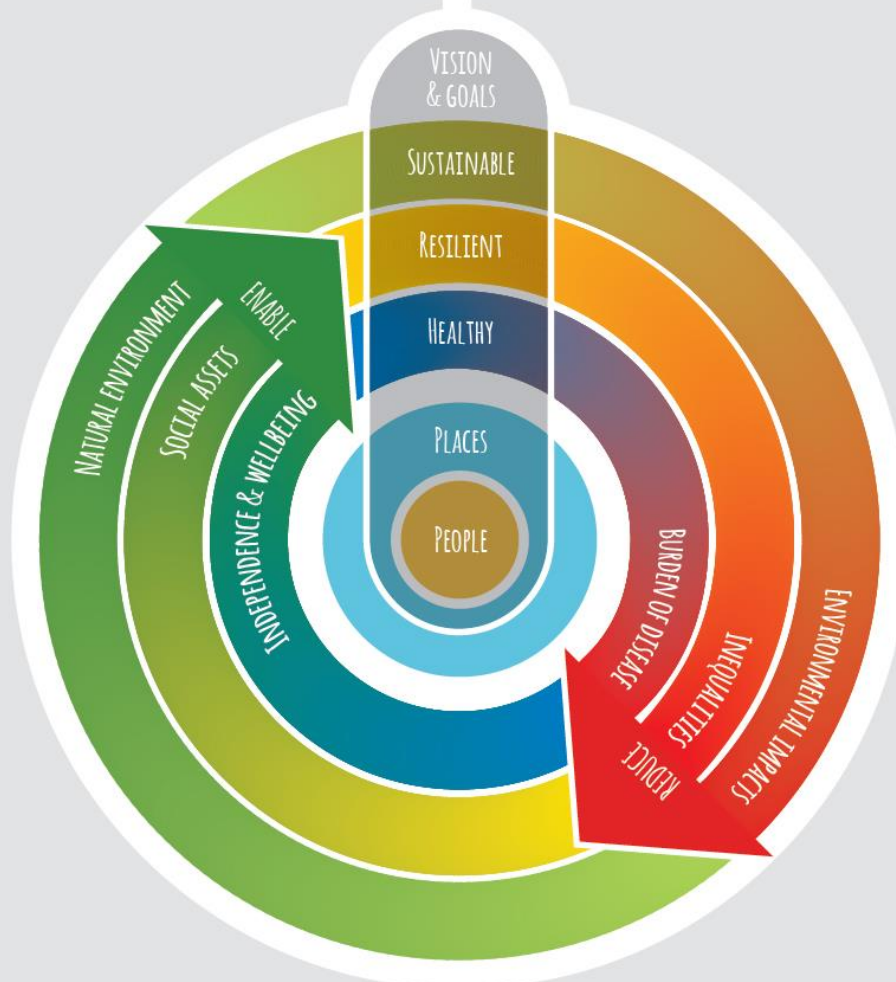 VISION
& GOALS
SUSTAINABLE
RESILIENT
HEALTHY
PLACES
PEOPLE
ENABLE
NATURAL ENVIRONMENT
SOCIAL ASSETS
INDEPENDENCE & WELLBEING
BURDEN OF DISEASE
INEQUALITIES
ENVIRONMENTAL IMPACTS
REDUCE